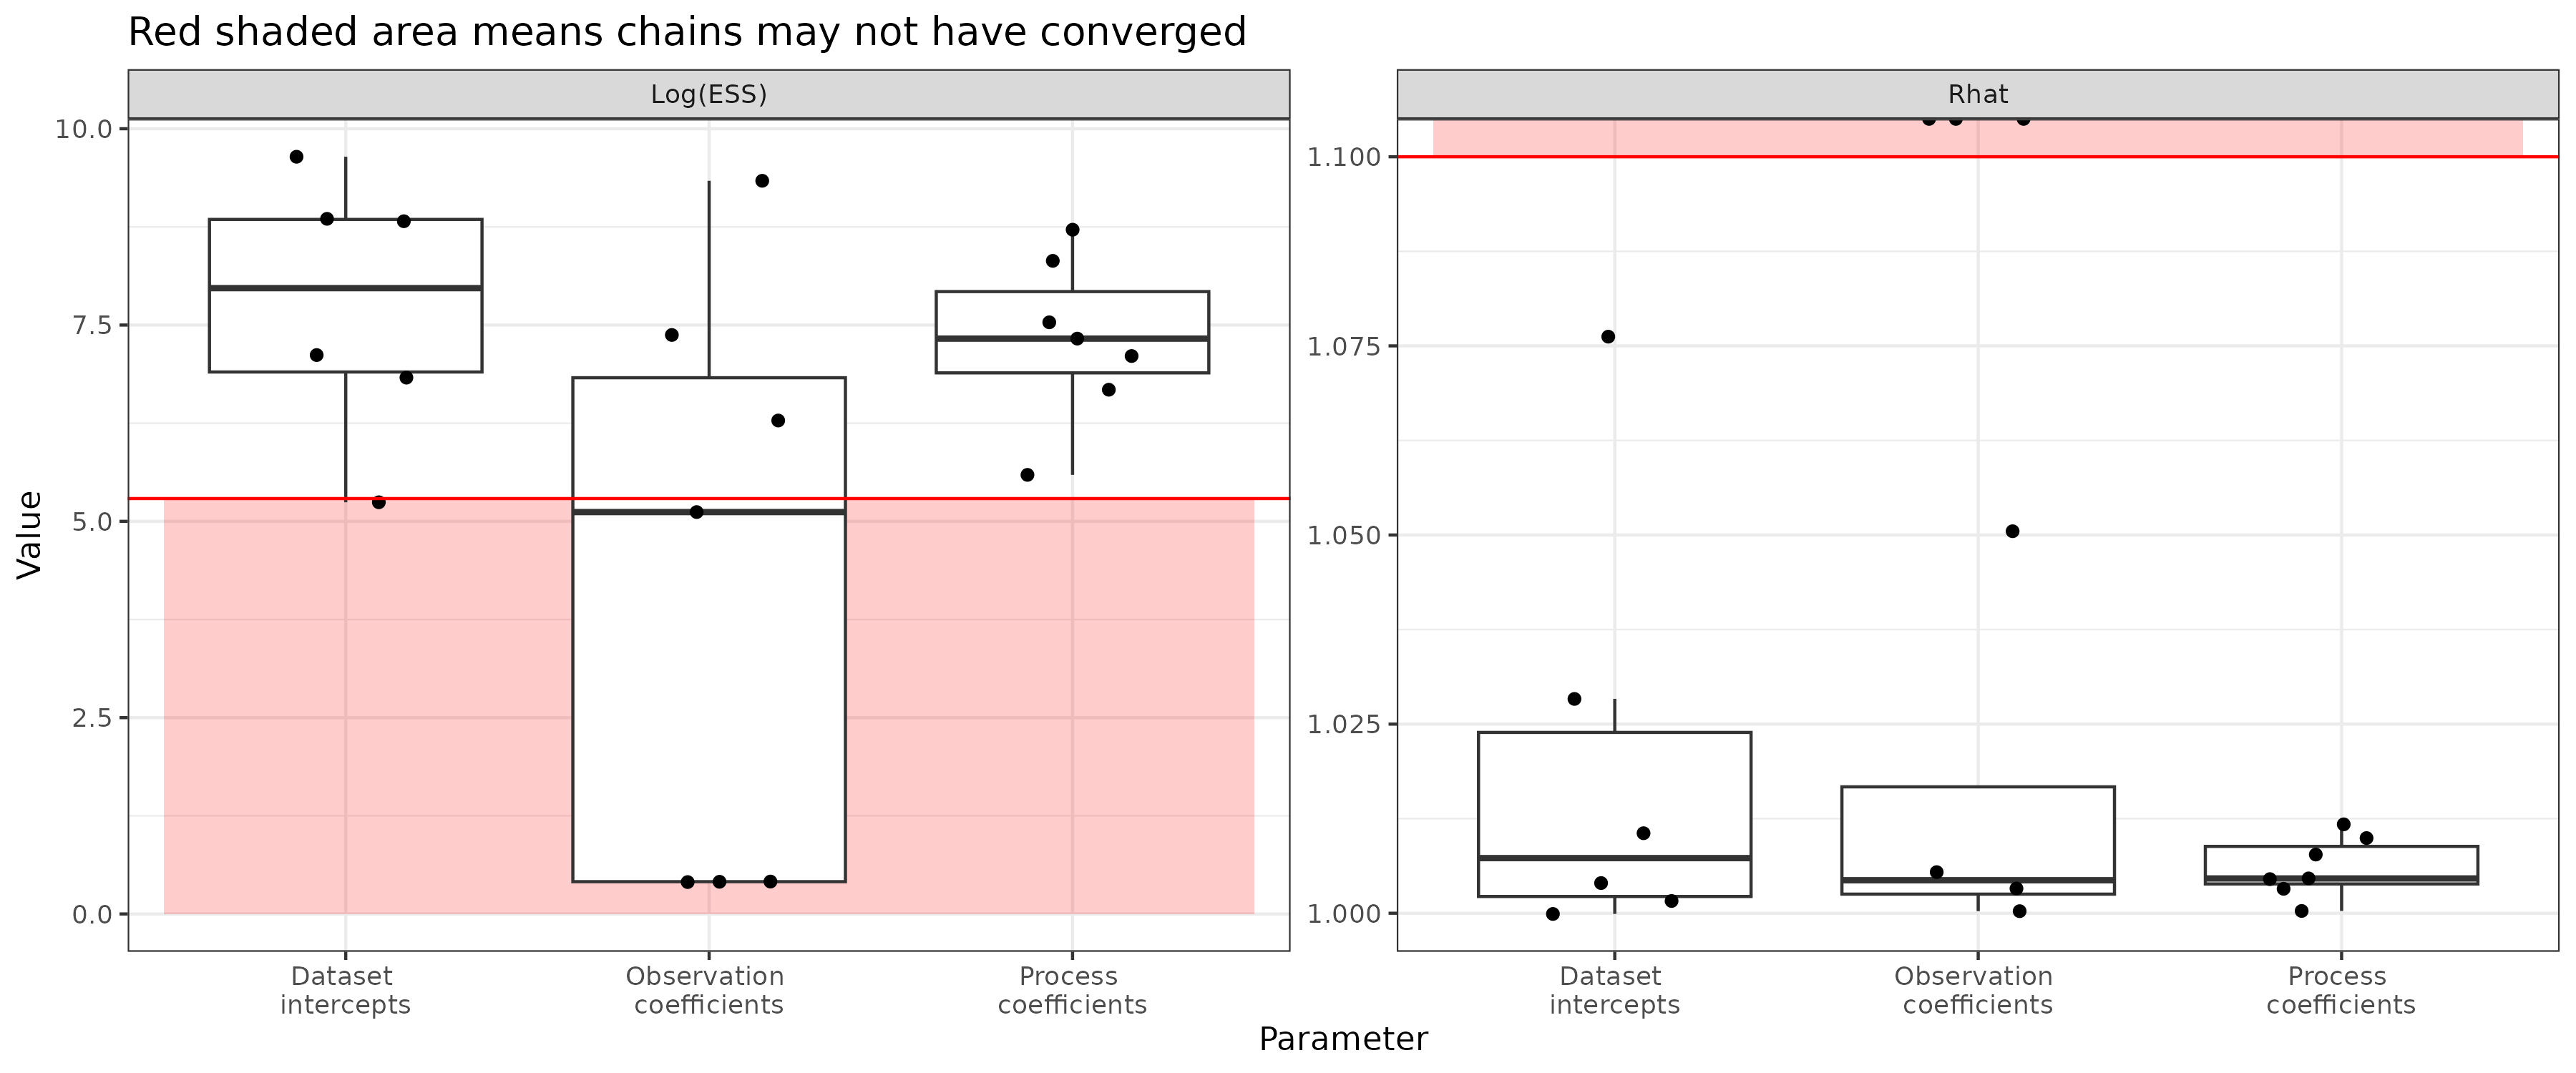 Red shaded area means chains may not have converged
Log(ESS)
Rhat
Value
10.0
7.5
5.0
2.5
0.0
1.100
1.075
1.050
1.025
1.000
Dataset
intercepts
Observation
coefficients
Process
coefficients
Dataset
intercepts
Observation
coefficients
Process
coefficients
Parameter